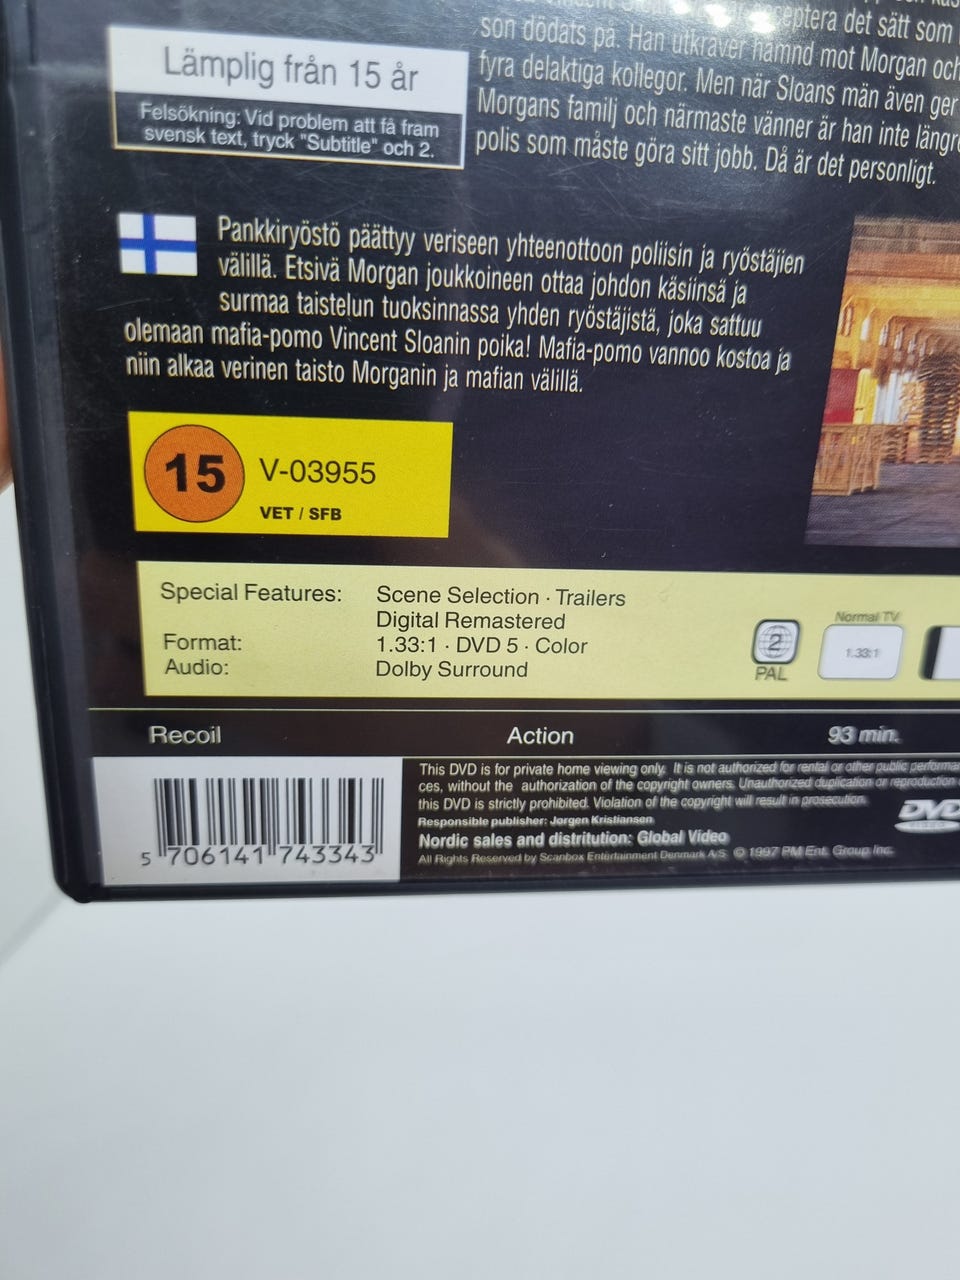 ceptera det sätt som
son dödats på. Han utkräver hämnd mot Morgan och
fyra delaktiga kollegor. Men när Sloans män även ger
Morgans familj och närmaste vänner är han inte längre
polis som måste göra sitt jobb. Då är det personligt.
Lämplig från 15 år
Felsökning: Vid problem att få fram
svensk text, tryck "Subtitle" och 2.
Pankkiryöstö päättyy veriseen yhteenottoon poliisin ja ryöstäjien
välillä. Etsivä Morgan joukkoineen ottaa johdon käsiinsä ja
surmaa taistelun tuoksinnassa yhden ryöstäjistä, joka sattuu
olemaan mafia-pomo Vincent Sloanin poika! Mafia-pomo vannoo kostoa ja
niin alkaa verinen taisto Morganin ja mafian välillä.
15 V-03955
VET / SFB
Special Features: Scene Selection · Trailers
Digital Remastered
Format: 1.33:1 · DVD 5 · Color
Audio: Dolby Surround
2
PAL
Normal TV
1.33:1
Recoil Action 93 min.
This DVD is for private home viewing only. It is not authorized for rental or other public performan
ces, without the authorization of the copyright owners. Unauthorized duplication or reproduction
this DVD is strictly prohibited. Violation of the copyright will result in prosecution.
Responsible publisher: Jørgen Kristiansen
Nordic sales and distritution: Global Video
All Rights Reserved by Scanbox Entertainment Denmark A/S © 1997 PM Ent. Group Inc.
DVD
5 706141 743343